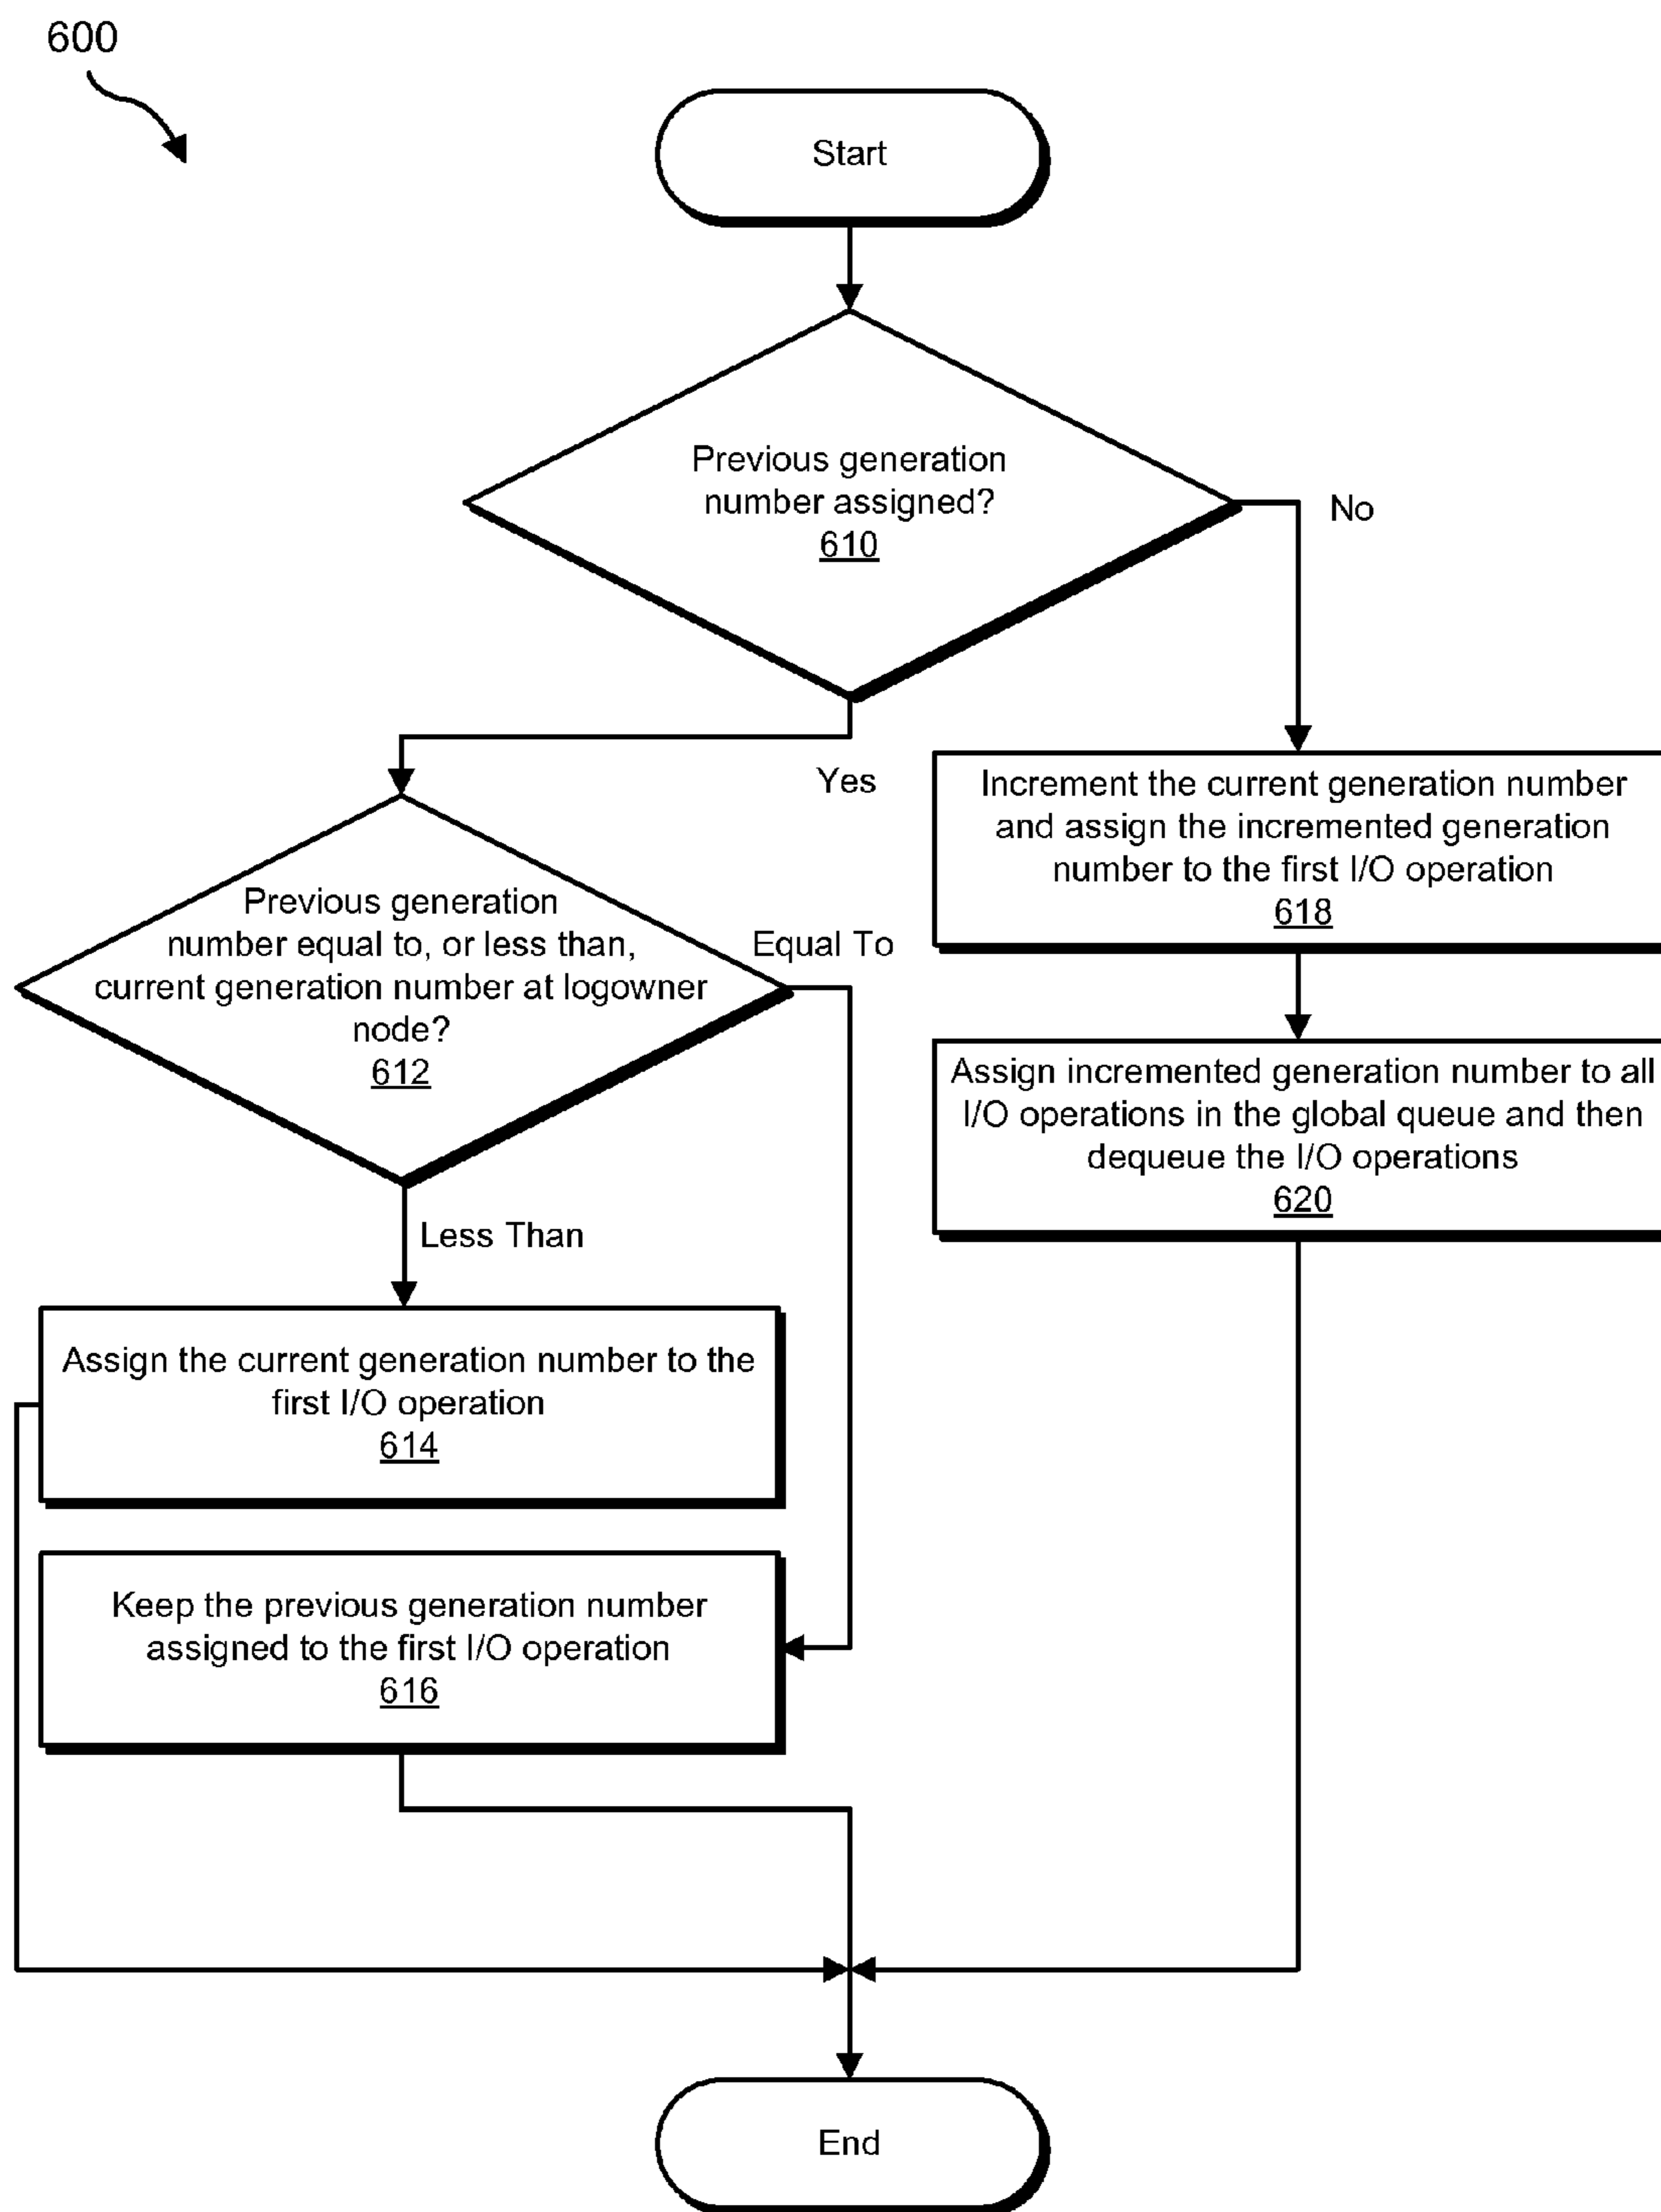 600
Start
Previous generation
number assigned?
610
No
Yes
Increment the current generation number
and assign the incremented generation
number to the first I/O operation
618
Previous generation
number equal to, or less than,
current generation number at logowner
node?
612
Equal To
Assign incremented generation number to all
I/O operations in the global queue and then
dequeue the I/O operations
620
Less Than
Assign the current generation number to the
first I/O operation
614
Keep the previous generation number
assigned to the first I/O operation
616
End